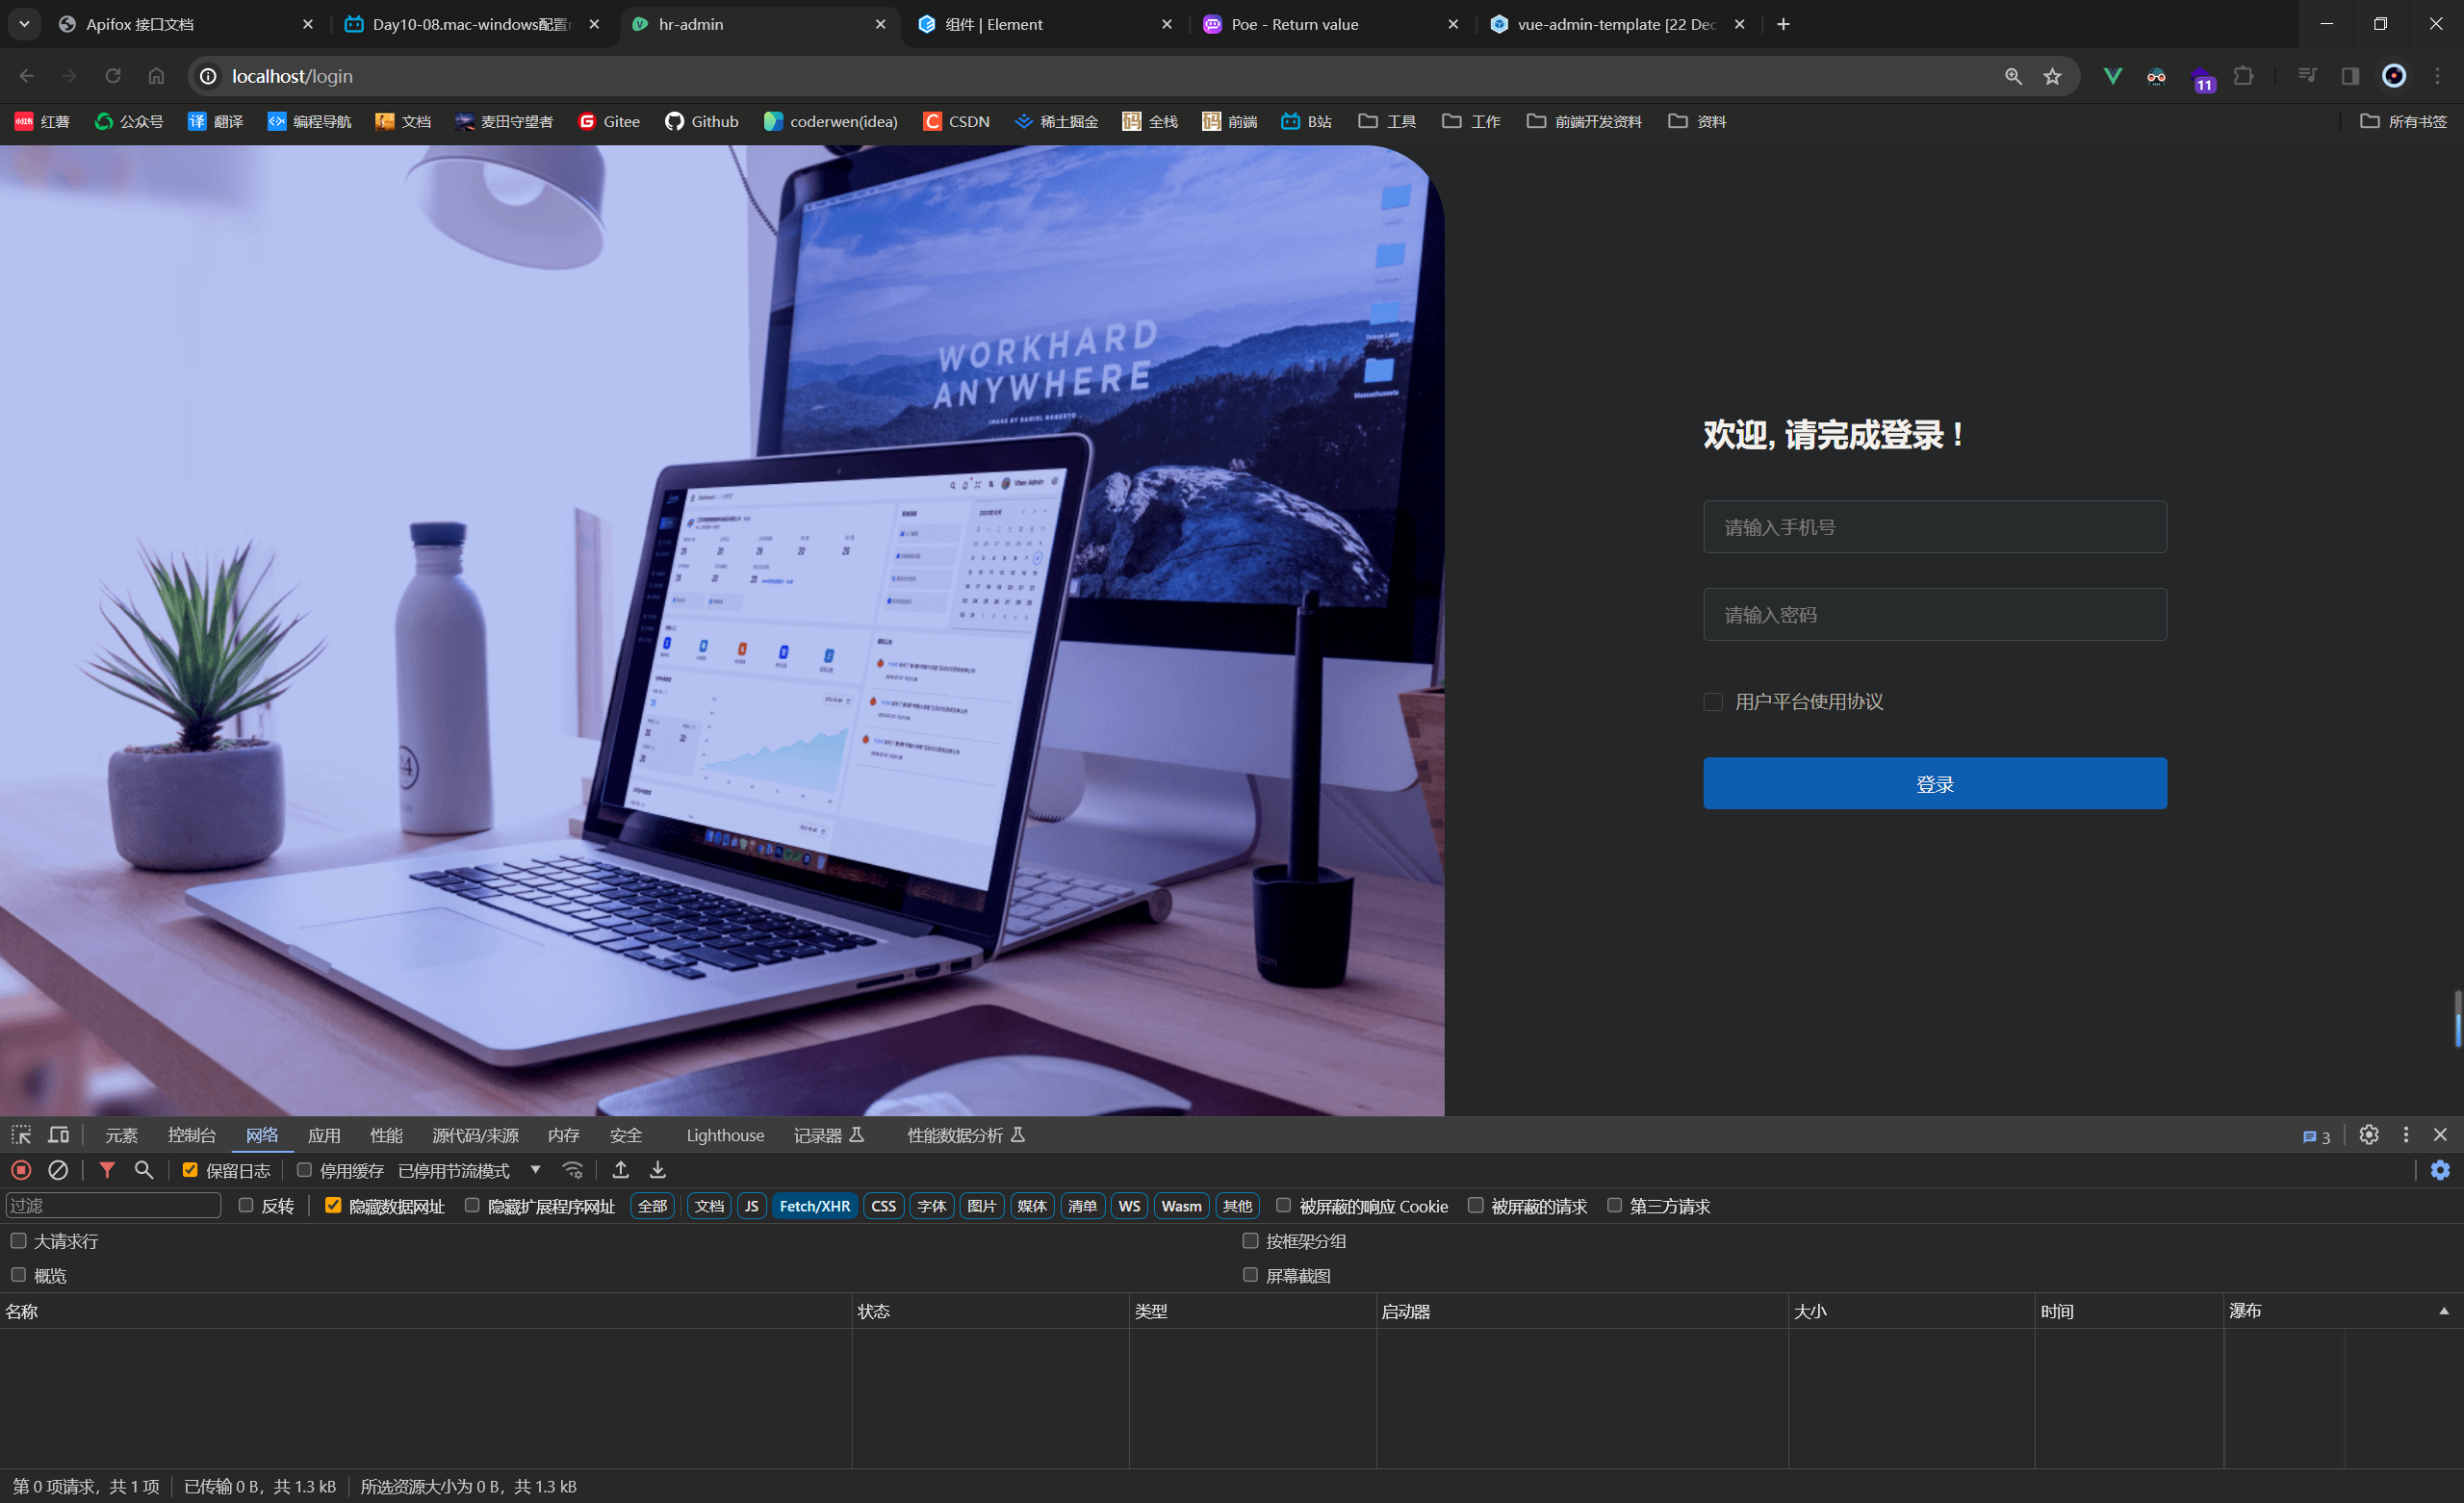 Apifox 接口文档
Day10-08.mac-windows配置
hr-admin
组件 | Element
Poe - Return value
vue-admin-template [22 Dec
localhost/login
11
红薯 公众号 译 翻译 编程导航 文档 麦田守望者 Gitee Github coderwen(idea) CSDN 稀土掘金 全栈 前端 B站 工具 工作 前端开发资料 资料 所有书签
WORKHARD
ANYWHERE
IMAGE BY DANIEL ROBERTO
欢迎, 请完成登录！
请输入手机号
请输入密码
用户平台使用协议
登录
元素 控制台 网络 应用 性能 源代码/来源 内存 安全 Lighthouse 记录器 性能数据分析 3
保留日志 停用缓存 已停用节流模式
过滤 反转 隐藏数据网址 隐藏扩展程序网址 全部 文档 JS Fetch/XHR CSS 字体 图片 媒体 清单 WS Wasm 其他 被屏蔽的响应 Cookie 被屏蔽的请求 第三方请求
大请求行 按框架分组
概览 屏幕截图
名称 状态 类型 启动器 大小 时间 瀑布
第 0 项请求，共 1 项 已传输 0 B，共 1.3 kB 所选资源大小为 0 B，共 1.3 kB